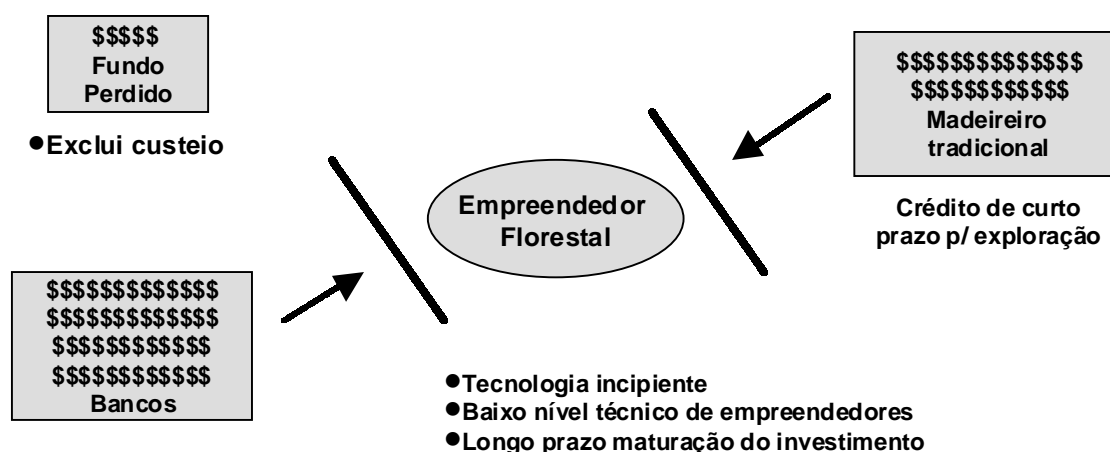 $$$$$
Fundo
Perdido
●Exclui custeio
$$$$$$$$$$$$$$
$$$$$$$$$$$$
Madeireiro
tradicional
Crédito de curto
prazo p/ exploração
Empreendedor
Florestal
$$$$$$$$$$$$$
$$$$$$$$$$$$$
$$$$$$$$$$$$
$$$$$$$$$$$$
Bancos
●Tecnologia incipiente
●Baixo nível técnico de empreendedores
●Longo prazo maturação do investimento